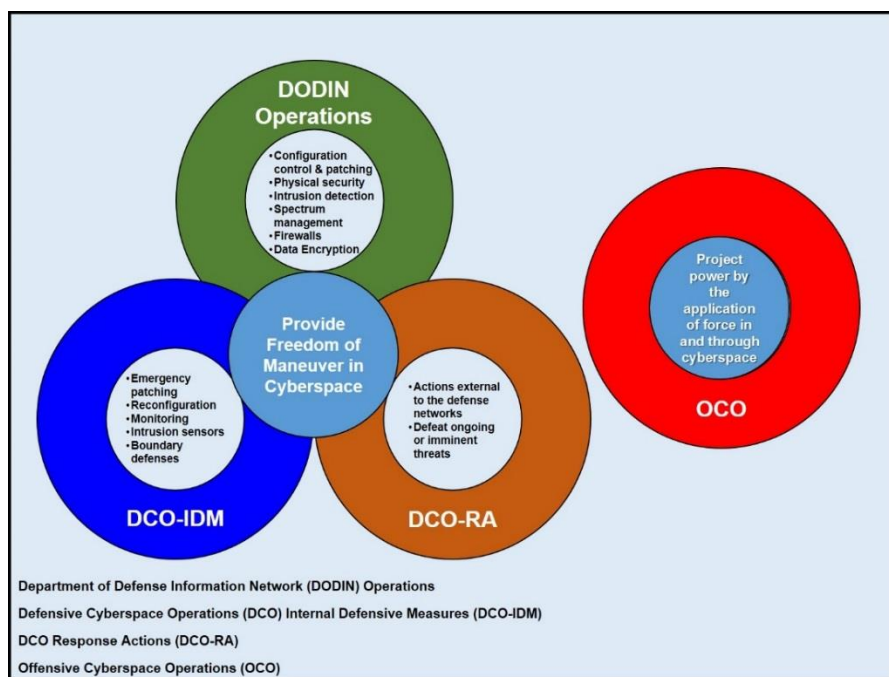 DODIN
Operations
•Configuration
control & patching
•Physical security
•Intrusion detection
•Spectrum
management
•Firewalls
•Data Encryption
Provide
Freedom of
Maneuver in
Cyberspace
•Emergency
patching
•Reconfiguration
•Monitoring
•Intrusion sensors
•Boundary
defenses
DCO-IDM
•Actions external
to the defense
networks
•Defeat ongoing
or imminent
threats
DCO-RA
Project
power by
the
application
of force in
and through
cyberspace
OCO
Department of Defense Information Network (DODIN) Operations
Defensive Cyberspace Operations (DCO) Internal Defensive Measures (DCO-IDM)
DCO Response Actions (DCO-RA)
Offensive Cyberspace Operations (OCO)